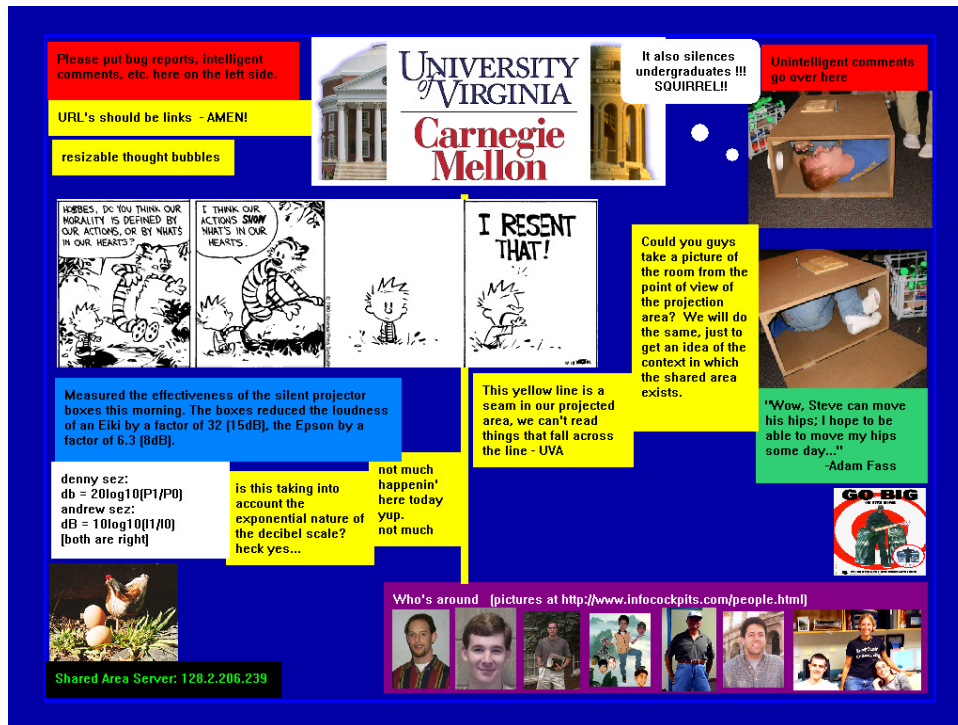 Please put bug reports, intelligent
comments, etc. here on the left side.
URL's should be links - AMEN!
resizable thought bubbles
UNIVERSITY
of VIRGINIA
Carnegie
Mellon
It also silences
undergraduates !!!
SQUIRREL!!
Unintelligent comments
go over here
HOBBES, DO YOU THINK OUR
MORALITY IS DEFINED BY
OUR ACTIONS, OR BY WHAT'S
IN OUR HEARTS?
I THINK OUR
ACTIONS SHOW
WHAT'S IN OUR
HEARTS.
I RESENT
THAT!
Could you guys
take a picture of
the room from the
point of view of
the projection
area? We will do
the same, just to
get an idea of the
context in which
the shared area
exists.
Measured the effectiveness of the silent projector
boxes this morning. The boxes reduced the loudness
of an Eiki by a factor of 32 (15dB), the Epson by a
factor of 6.3 (8dB).
This yellow line is a
seam in our projected
area, we can't read
things that fall across
the line - UVA
"Wow, Steve can move
his hips; I hope to be
able to move my hips
some day..."
-Adam Fass
denny sez:
db = 20log10(P1/P0)
andrew sez:
dB = 10log10(I1/I0)
[both are right]
is this taking into
account the
exponential nature of
the decibel scale?
heck yes...
not much
happenin'
here today
yup.
not much
GO BIG
OR STAY HOME
Who's around (pictures at http://www.infocockpits.com/people.html)
Shared Area Server: 128.2.206.239